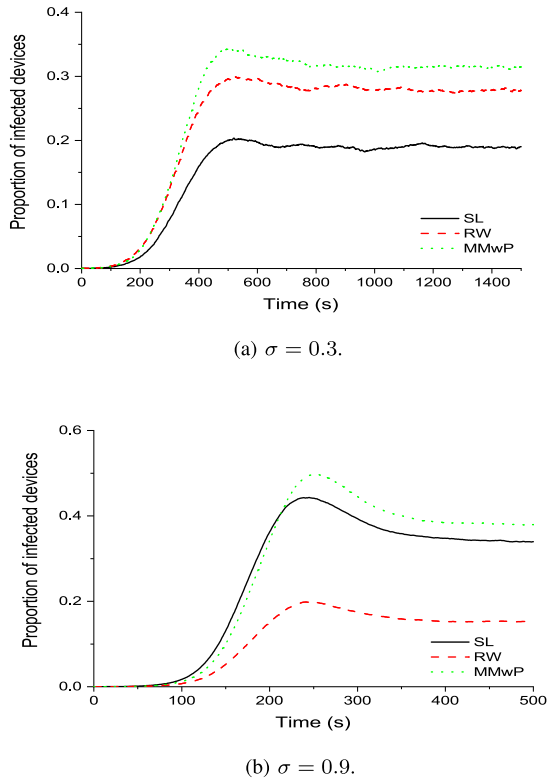 0.4
0.3
0.2
0.1
0.0
Proportion of infected devices
SL
RW
MMwP
0 200 400 600 800 1000 1200 1400
Time (s)
(a) σ = 0.3.
0.6
0.4
0.2
0.0
Proportion of infected devices
SL
RW
MMwP
0 100 200 300 400 500
Time (s)
(b) σ = 0.9.